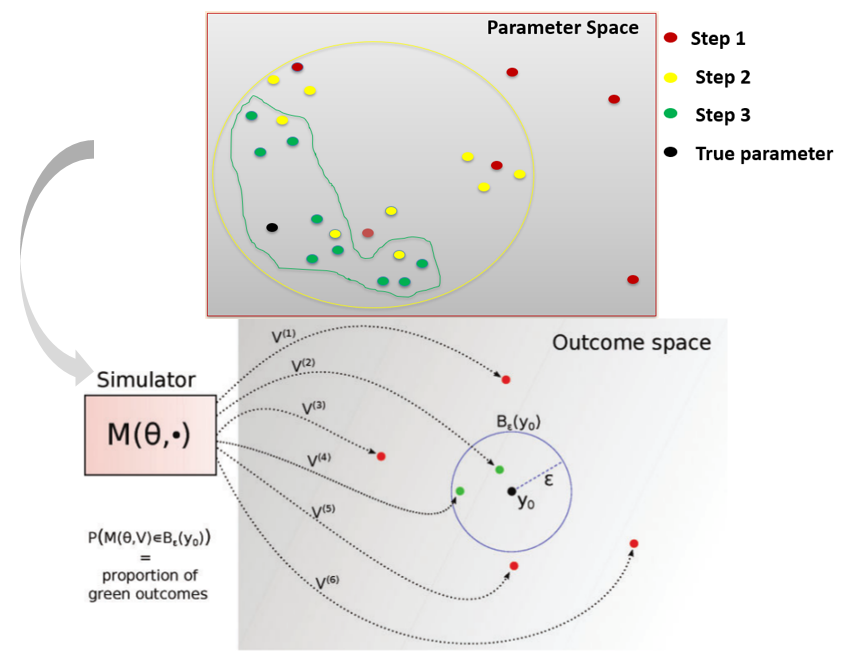 Parameter Space
Step 1
Step 2
Step 3
True parameter
Outcome space
Simulator
M(θ,•)
V⁽¹⁾
V⁽²⁾
V⁽³⁾
V⁽⁴⁾
V⁽⁵⁾
V⁽⁶⁾
Bε(y₀)
ε
y₀
P(M(θ,V)∈Bε(y₀))
=
proportion of
green outcomes